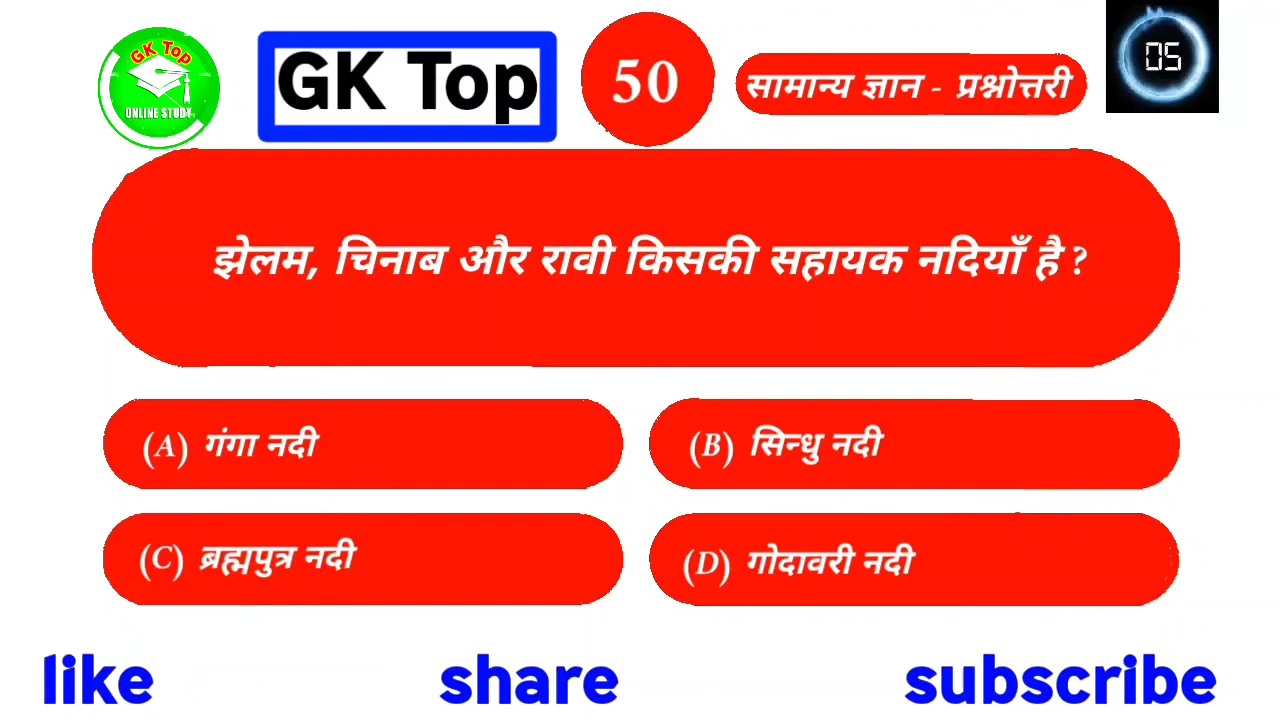 GK Top
ONLINE STUDY
GK Top
50
सामान्य ज्ञान - प्रश्नोत्तरी
05
झेलम, चिनाब और रावी किसकी सहायक नदियाँ है ?
(A) गंगा नदी
(B) सिन्धु नदी
(C) ब्रह्मपुत्र नदी
(D) गोदावरी नदी
like
share
subscribe